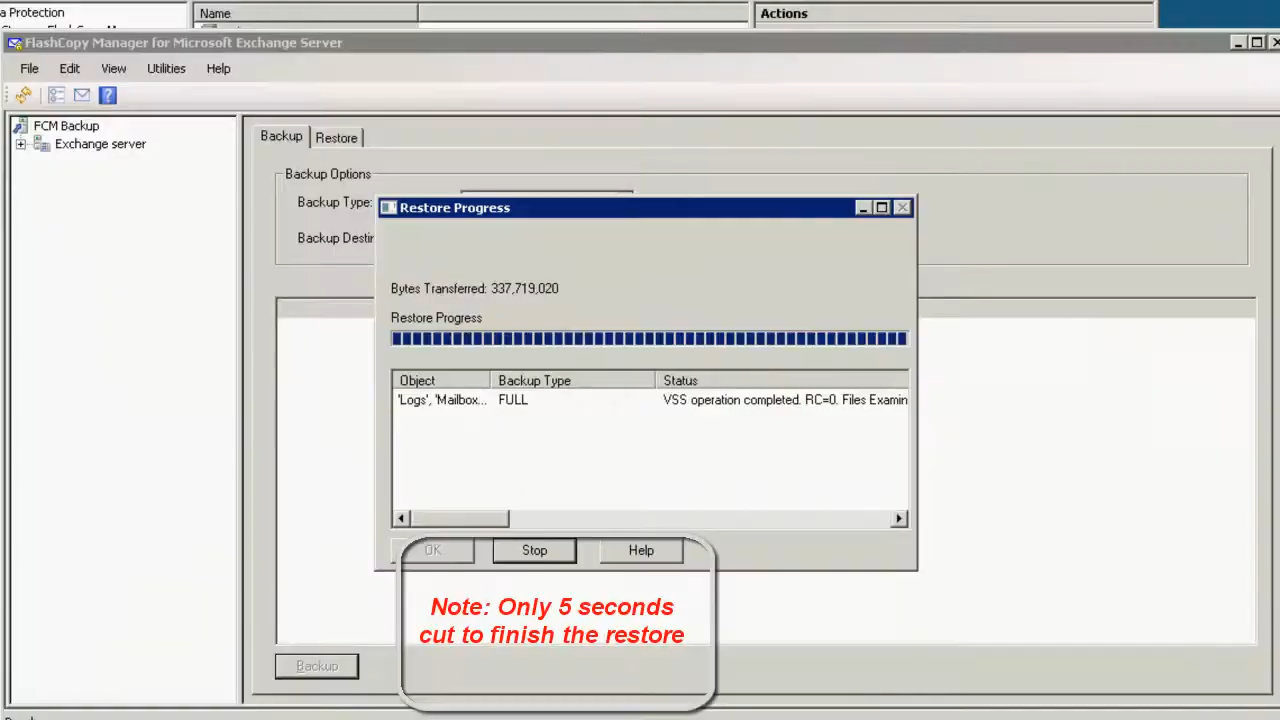 a Protection
Name
Actions
FlashCopy Manager for Microsoft Exchange Server
File Edit View Utilities Help
FCM Backup
Exchange server
Backup Restore
Backup Options
Backup Type:
Backup Destin
Restore Progress
Bytes Transferred: 337,719,020
Restore Progress
Object Backup Type Status
'Logs', 'Mailbox... FULL VSS operation completed. RC=0. Files Examin
OK Stop Help
Note: Only 5 seconds
cut to finish the restore
Backup